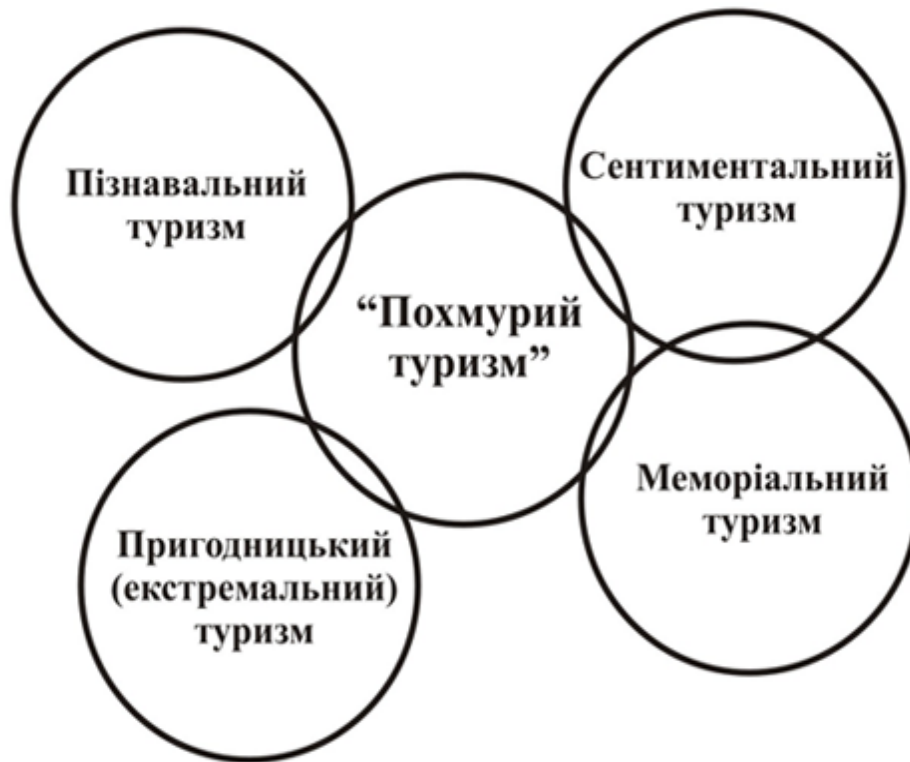 Пізнавальний
туризм
Сентиментальний
туризм
“Похмурий
туризм”
Меморіальний
туризм
Пригодницький
(екстремальний)
туризм